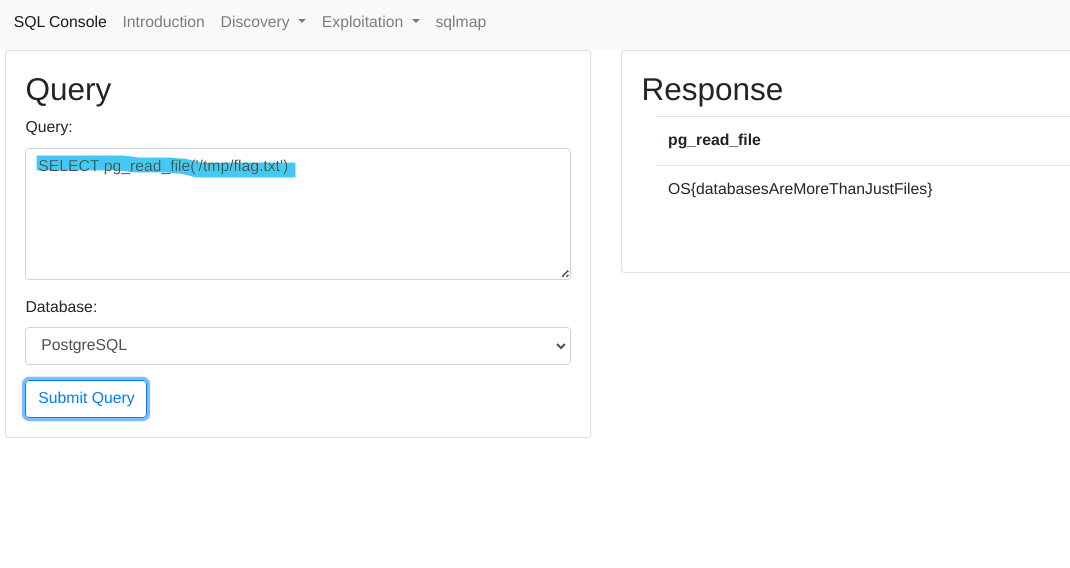 SQL Console Introduction Discovery Exploitation sqlmap
Query
Query:
SELECT pg_read_file('/tmp/flag.txt')
Database:
PostgreSQL
Submit Query
Response
pg_read_file
OS{databasesAreMoreThanJustFiles}